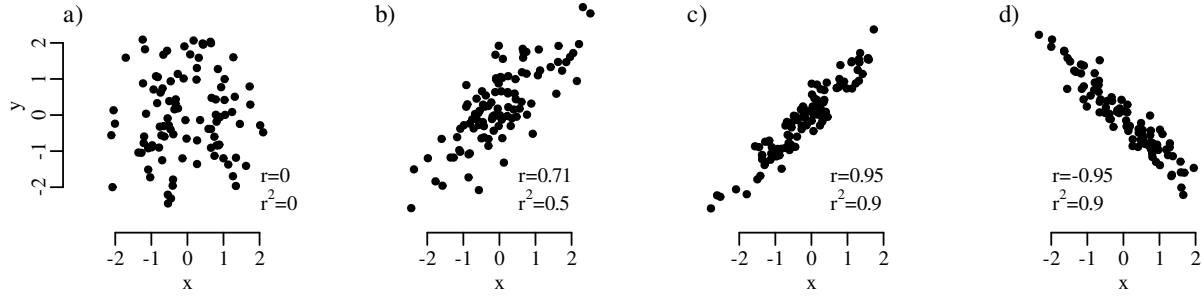 a) b) c) d)
y
2
1
0
-1
-2
r=0
r²=0
r=0.71
r²=0.5
r=0.95
r²=0.9
r=-0.95
r²=0.9
-2 -1 0 1 2
-2 -1 0 1 2
-2 -1 0 1 2
-2 -1 0 1 2
x x x x